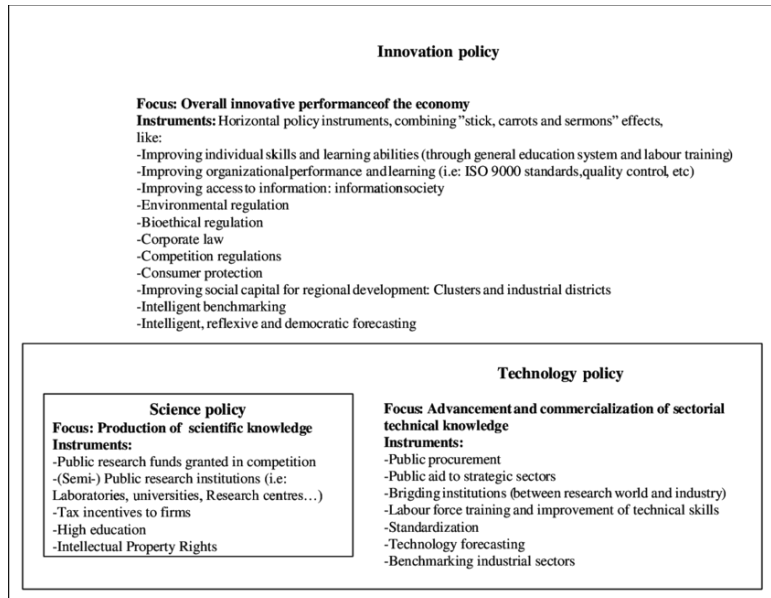 Innovation policy
Focus: Overall innovative performanceof the economy
Instruments: Horizontal policy instruments, combining ”stick, carrots and sermons” effects,
like:
-Improving individual skills and learning abilities (through general education system and labour training)
-Improving organizational performance and learning (i.e: ISO 9000 standards,quality control, etc)
-Improving access to information: information society
-Environmental regulation
-Bioethical regulation
-Corporate law
-Competition regulations
-Consumer protection
-Improving social capital for regional development: Clusters and industrial districts
-Intelligent benchmarking
-Intelligent, reflexive and democratic forecasting
Science policy
Focus: Production of scientific knowledge
Instruments:
-Public research funds granted in competition
-(Semi-) Public research institutions (i.e:
Laboratories, universities, Research centres…)
-Tax incentives to firms
-High education
-Intellectual Property Rights
Technology policy
Focus: Advancement and commercialization of sectorial
technical knowledge
Instruments:
-Public procurement
-Public aid to strategic sectors
-Brigding institutions (between research world and industry)
-Labour force training and improvement of technical skills
-Standardization
-Technology forecasting
-Benchmarking industrial sectors